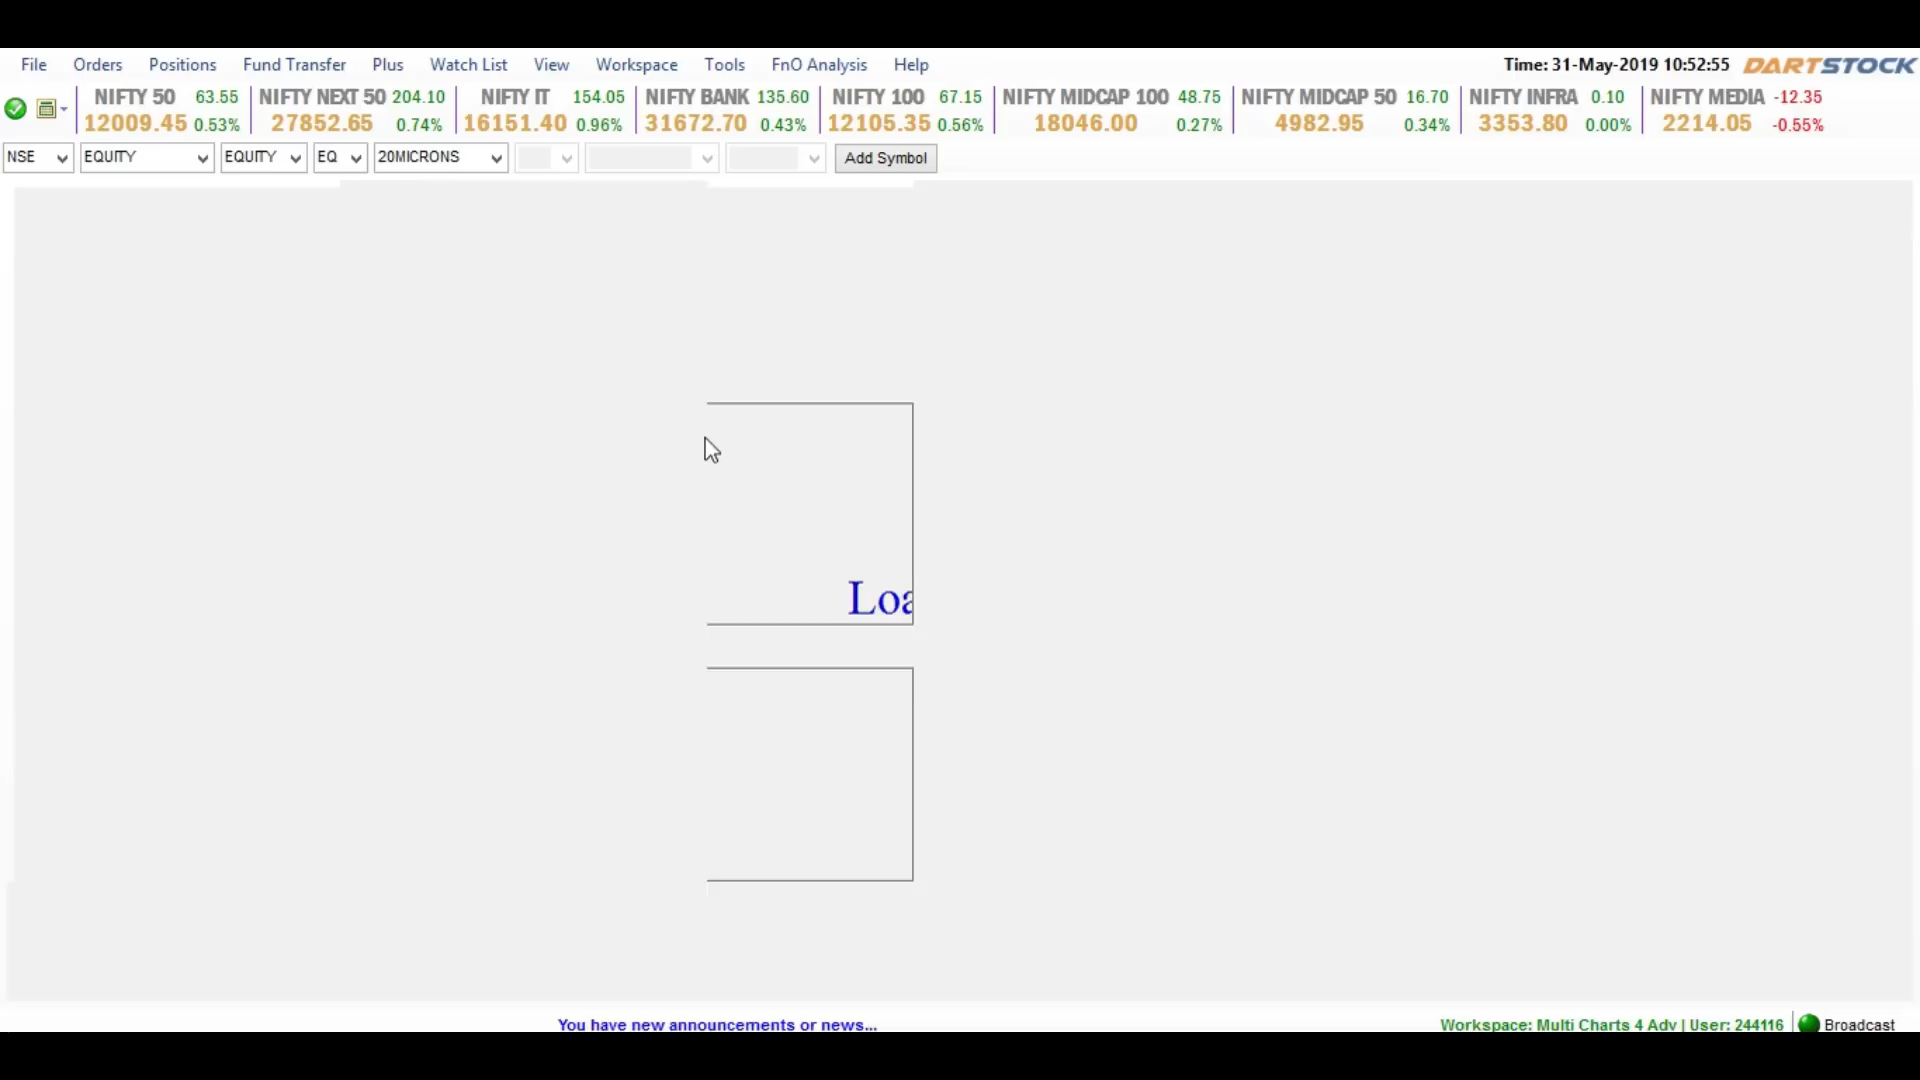 File Orders Positions Fund Transfer Plus Watch List View Workspace Tools FnO Analysis Help Time: 31-May-2019 10:52:55 DARTSTOCK
NIFTY 50 63.55 NIFTY NEXT 50 204.10 NIFTY IT 154.05 NIFTY BANK 135.60 NIFTY 100 67.15 NIFTY MIDCAP 100 48.75 NIFTY MIDCAP 50 16.70 NIFTY INFRA 0.10 NIFTY MEDIA -12.35
12009.45 0.53% 27852.65 0.74% 16151.40 0.96% 31672.70 0.43% 12105.35 0.56% 18046.00 0.27% 4982.95 0.34% 3353.80 0.00% 2214.05 -0.55%
NSE EQUITY EQUITY EQ 20MICRONS Add Symbol
Loa
You have new announcements or news... Workspace: Multi Charts 4 Adv | User: 244116 Broadcast